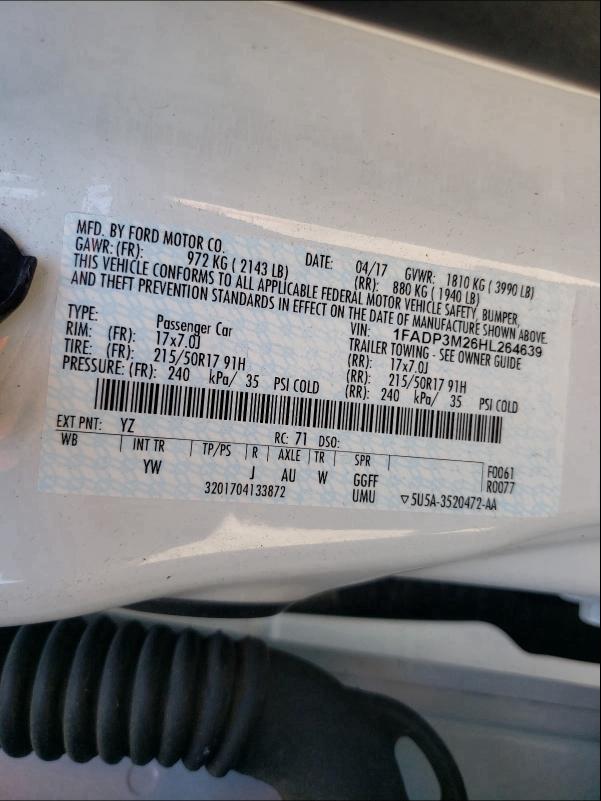 MFD. BY FORD MOTOR CO.
DATE: 04/17 GVWR: 1810 KG ( 3990 LB)
GAWR: (FR): 972 KG ( 2143 LB) (RR): 880 KG ( 1940 LB)
THIS VEHICLE CONFORMS TO ALL APPLICABLE FEDERAL MOTOR VEHICLE SAFETY, BUMPER,
AND THEFT PREVENTION STANDARDS IN EFFECT ON THE DATE OF MANUFACTURE SHOWN ABOVE.
VIN: 1FADP3M26HL264639
TYPE: Passenger Car TRAILER TOWING - SEE OWNER GUIDE
RIM: (FR): 17x7.0J (RR): 17x7.0J
TIRE: (FR): 215/50R17 91H (RR): 215/50R17 91H
PRESSURE: (FR): 240 kPa/ 35 PSI COLD (RR): 240 kPa/ 35 PSI COLD
EXT PNT: YZ RC: 71 DSO:
WB INT TR TP/PS R AXLE TR SPR F0061
YW J AU W GGFF R0077
3201704133872 UMU ▽5U5A-3520472-AA